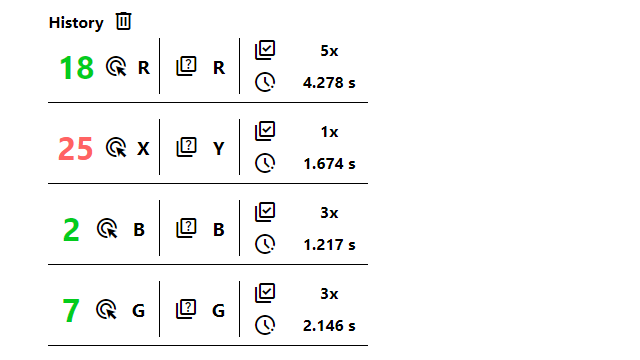 History
18 R R 5x
4.278 s
25 X Y 1x
1.674 s
2 B B 3x
1.217 s
7 G G 3x
2.146 s